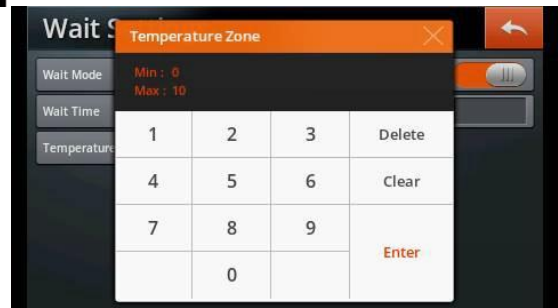 Wait S
Temperature Zone
Wait Mode
Min : 0
Max : 10
Wait Time
Temperature
1 2 3 Delete
4 5 6 Clear
7 8 9
Enter
0